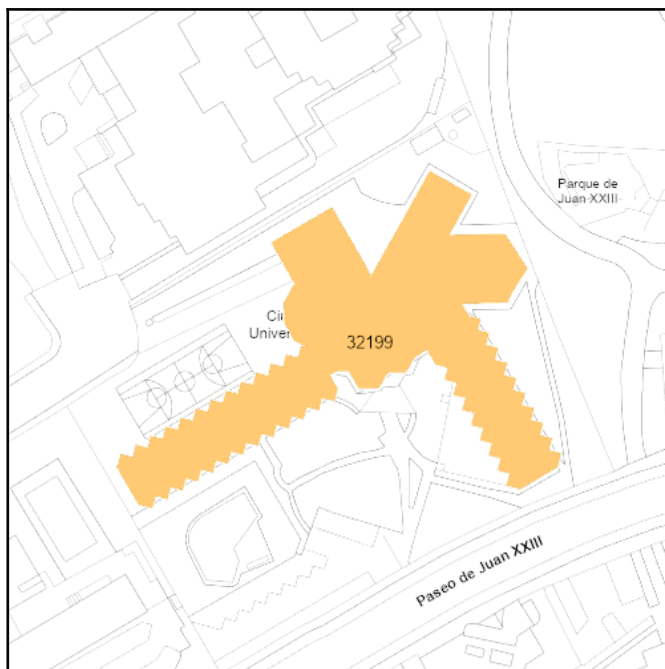 Parque de
Juan XXIII
Ci
Univer
32199
Paseo de Juan XXIII